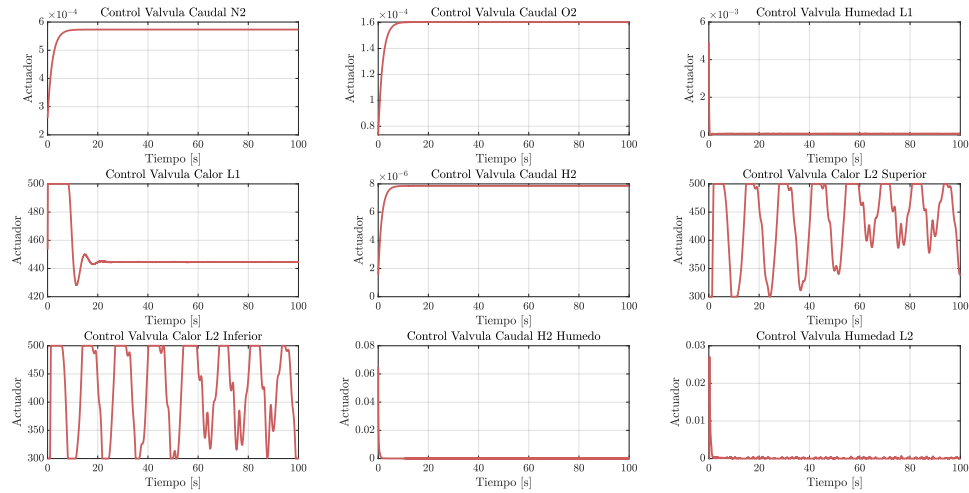 Control Valvula Caudal N2
×10⁻⁴
6
5
4
3
2
Actuador
0 20 40 60 80 100
Tiempo [s]
Control Valvula Caudal O2
×10⁻⁴
1.6
1.4
1.2
1
0.8
Actuador
0 20 40 60 80 100
Tiempo [s]
Control Valvula Humedad L1
×10⁻³
6
4
2
0
Actuador
0 20 40 60 80 100
Tiempo [s]
Control Valvula Calor L1
500
480
460
440
420
Actuador
0 20 40 60 80 100
Tiempo [s]
Control Valvula Caudal H2
×10⁻⁶
8
6
4
2
0
Actuador
0 20 40 60 80 100
Tiempo [s]
Control Valvula Calor L2 Superior
500
450
400
350
300
Actuador
0 20 40 60 80 100
Tiempo [s]
Control Valvula Calor L2 Inferior
500
450
400
350
300
Actuador
0 20 40 60 80 100
Tiempo [s]
Control Valvula Caudal H2 Humedo
0.08
0.06
0.04
0.02
0
Actuador
0 20 40 60 80 100
Tiempo [s]
Control Valvula Humedad L2
0.03
0.02
0.01
0
Actuador
0 20 40 60 80 100
Tiempo [s]